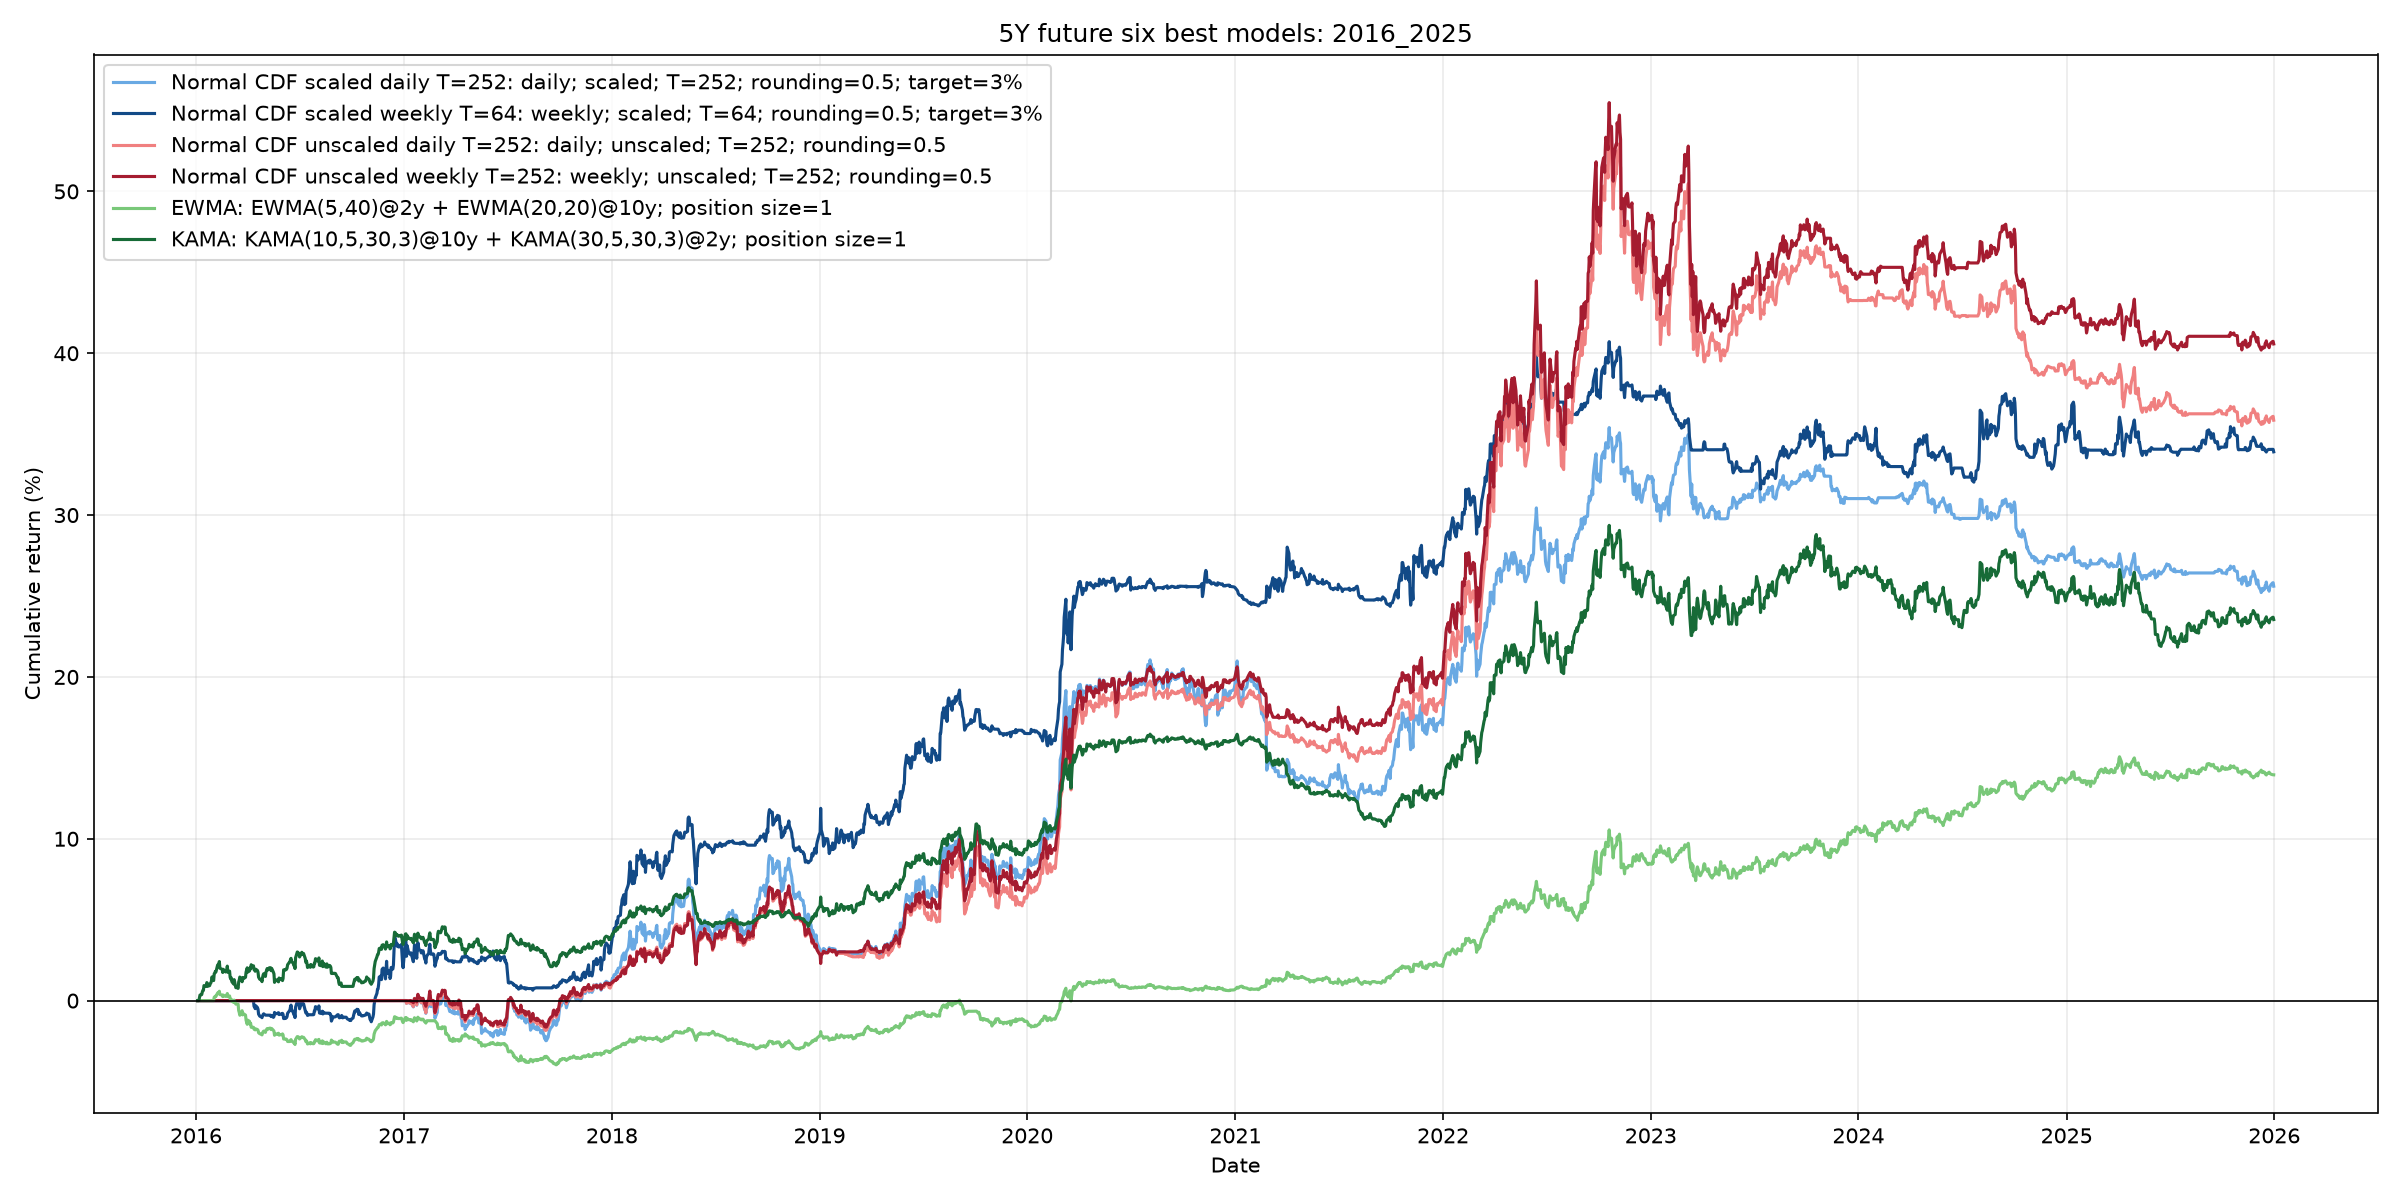 5Y future six best models: 2016_2025
Normal CDF scaled daily T=252: daily; scaled; T=252; rounding=0.5; target=3%
Normal CDF scaled weekly T=64: weekly; scaled; T=64; rounding=0.5; target=3%
Normal CDF unscaled daily T=252: daily; unscaled; T=252; rounding=0.5
Normal CDF unscaled weekly T=252: weekly; unscaled; T=252; rounding=0.5
EWMA: EWMA(5,40)@2y + EWMA(20,20)@10y; position size=1
KAMA: KAMA(10,5,30,3)@10y + KAMA(30,5,30,3)@2y; position size=1
Cumulative return (%)
50
40
30
20
10
0
2016 2017 2018 2019 2020 2021 2022 2023 2024 2025 2026
Date